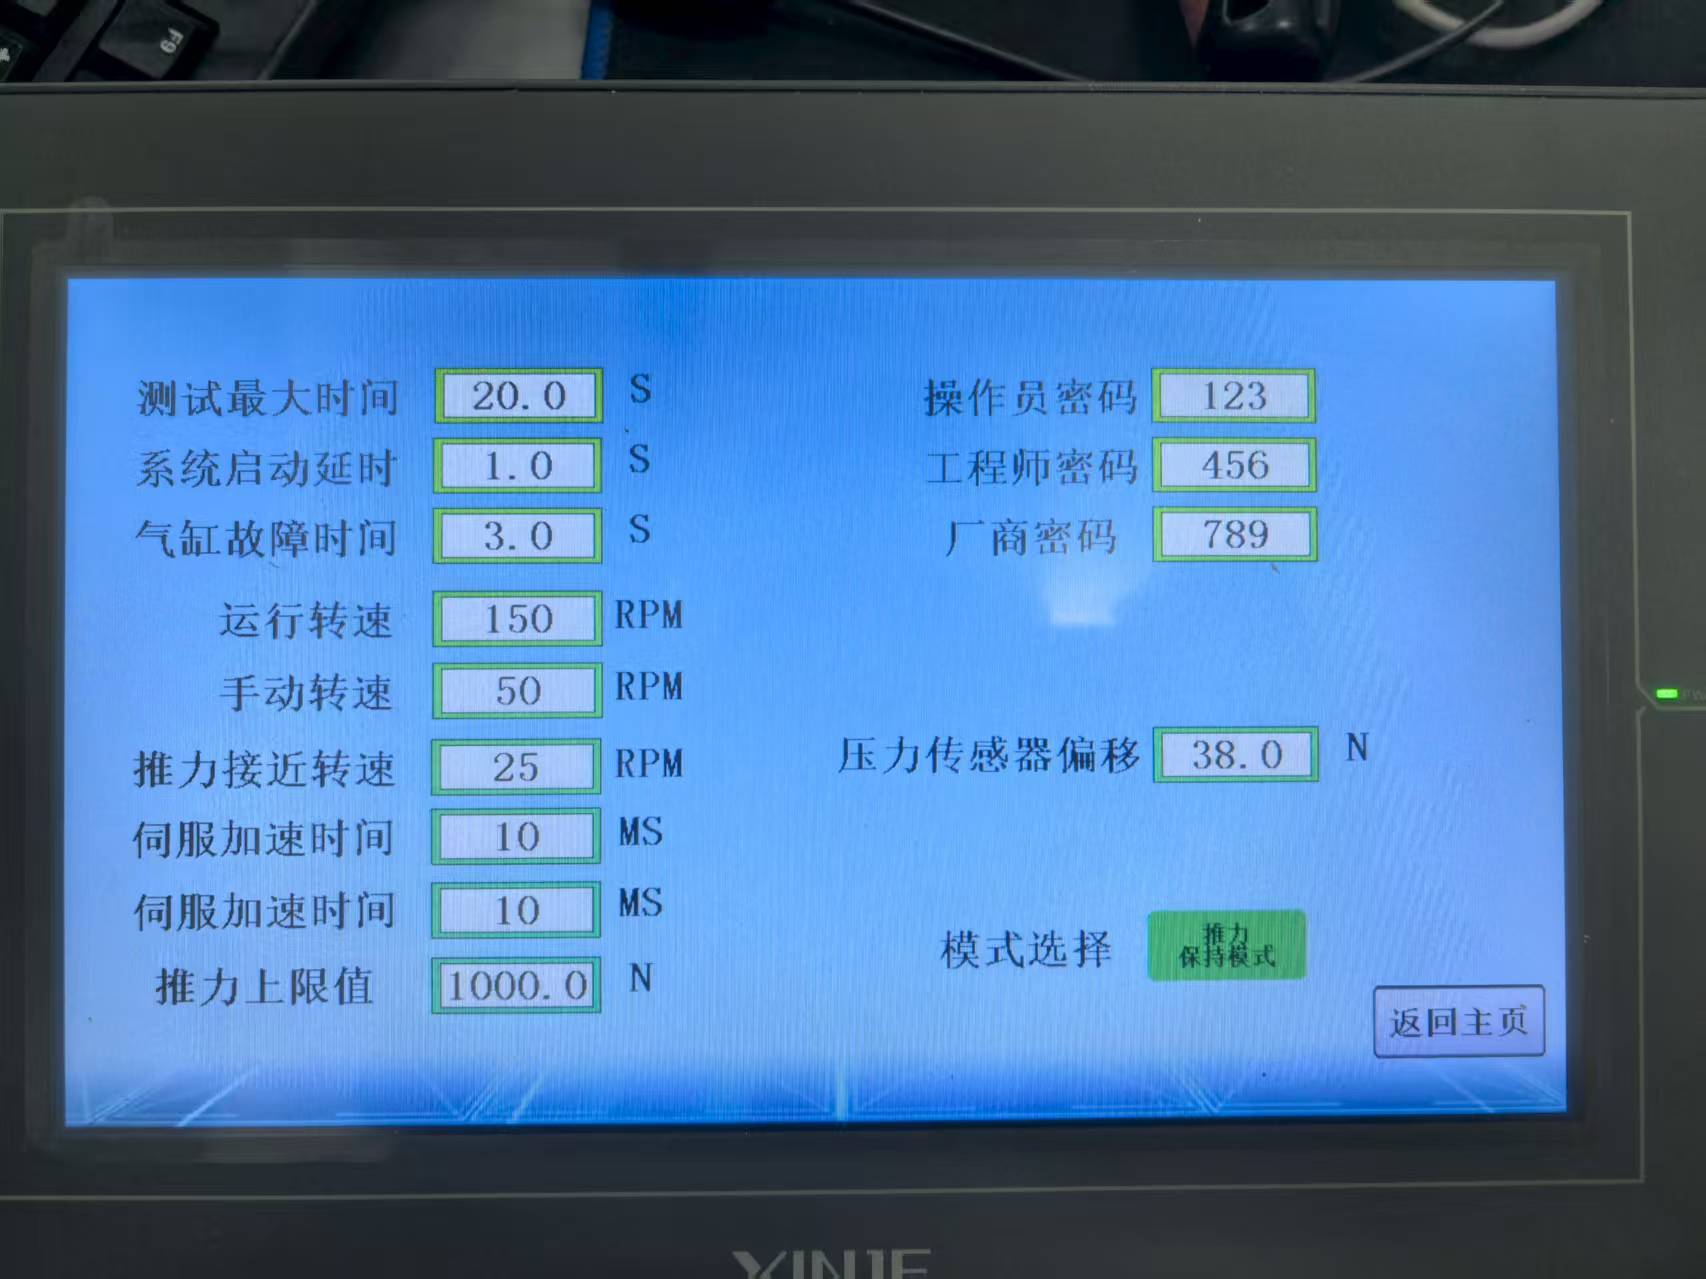 F9
测试最大时间 20.0 S
系统启动延时 1.0 S
气缸故障时间 3.0 S
运行转速 150 RPM
手动转速 50 RPM
推力接近转速 25 RPM
伺服加速时间 10 MS
伺服加速时间 10 MS
推力上限值 1000.0 N
操作员密码 123
工程师密码 456
厂商密码 789
压力传感器偏移 38.0 N
模式选择
推力
保持模式
返回主页
XINJE